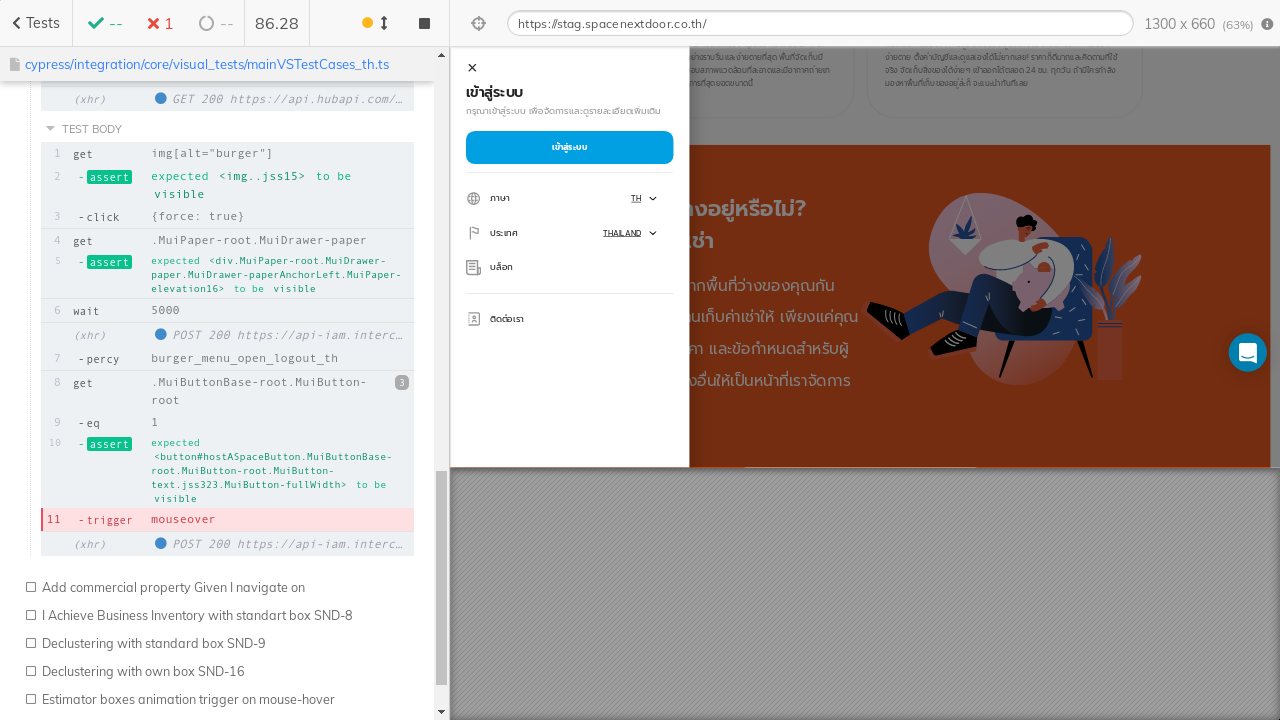 Tests
--
1
--
86.28
https://stag.spacenextdoor.co.th/
1300 x 660 (63%)
cypress/integration/core/visual_tests/mainVSTestCases_th.ts
(xhr) GET 200 https://api.hubapi.com/…
TEST BODY
1 get img[alt="burger"]
2 -assert expected <img..jss15> to be
visible
3 -click {force: true}
4 get .MuiPaper-root.MuiDrawer-paper
5 -assert expected <div.MuiPaper-root.MuiDrawer-
paper.MuiDrawer-paperAnchorLeft.MuiPaper-
elevation16> to be visible
6 wait 5000
(xhr) POST 200 https://api-iam.interc…
7 -percy burger_menu_open_logout_th
8 get .MuiButtonBase-root.MuiButton- 3
root
9 -eq 1
10 -assert expected
<button#hostASpaceButton.MuiButtonBase-
root.MuiButton-root.MuiButton-
text.jss323.MuiButton-fullWidth> to be
visible
11 -trigger mouseover
(xhr) POST 200 https://api-iam.interc…
Add commercial property Given I navigate on
I Achieve Business Inventory with standart box SND-8
Declustering with standard box SND-9
Declustering with own box SND-16
Estimator boxes animation trigger on mouse-hover
เข้าสู่ระบบ
กรุณาเข้าสู่ระบบ เพื่อจัดการและดูรายละเอียดเพิ่มเติม
เข้าสู่ระบบ
ภาษา TH
ประเทศ THAILAND
บล็อก
ติดต่อเรา
างอยู่หรือไม่?
เช่า
ากพื้นที่ว่างของคุณกัน
านเก็บค่าเช่าให้ เพียงแค่คุณ
คา และข้อกำหนดสำหรับผู้
งอื่นให้เป็นหน้าที่เราจัดการ